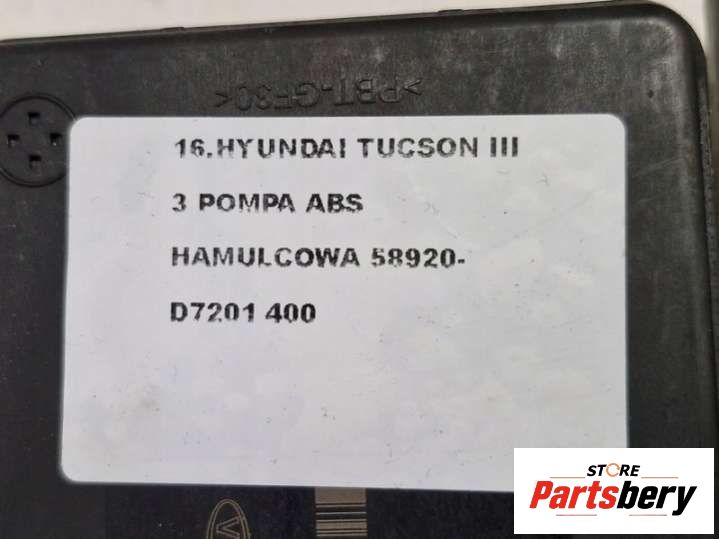 >PBT-GF30<
16.HYUNDAI TUCSON III
3 POMPA ABS
HAMULCOWA 58920-
D7201 400
STORE
Partsbery